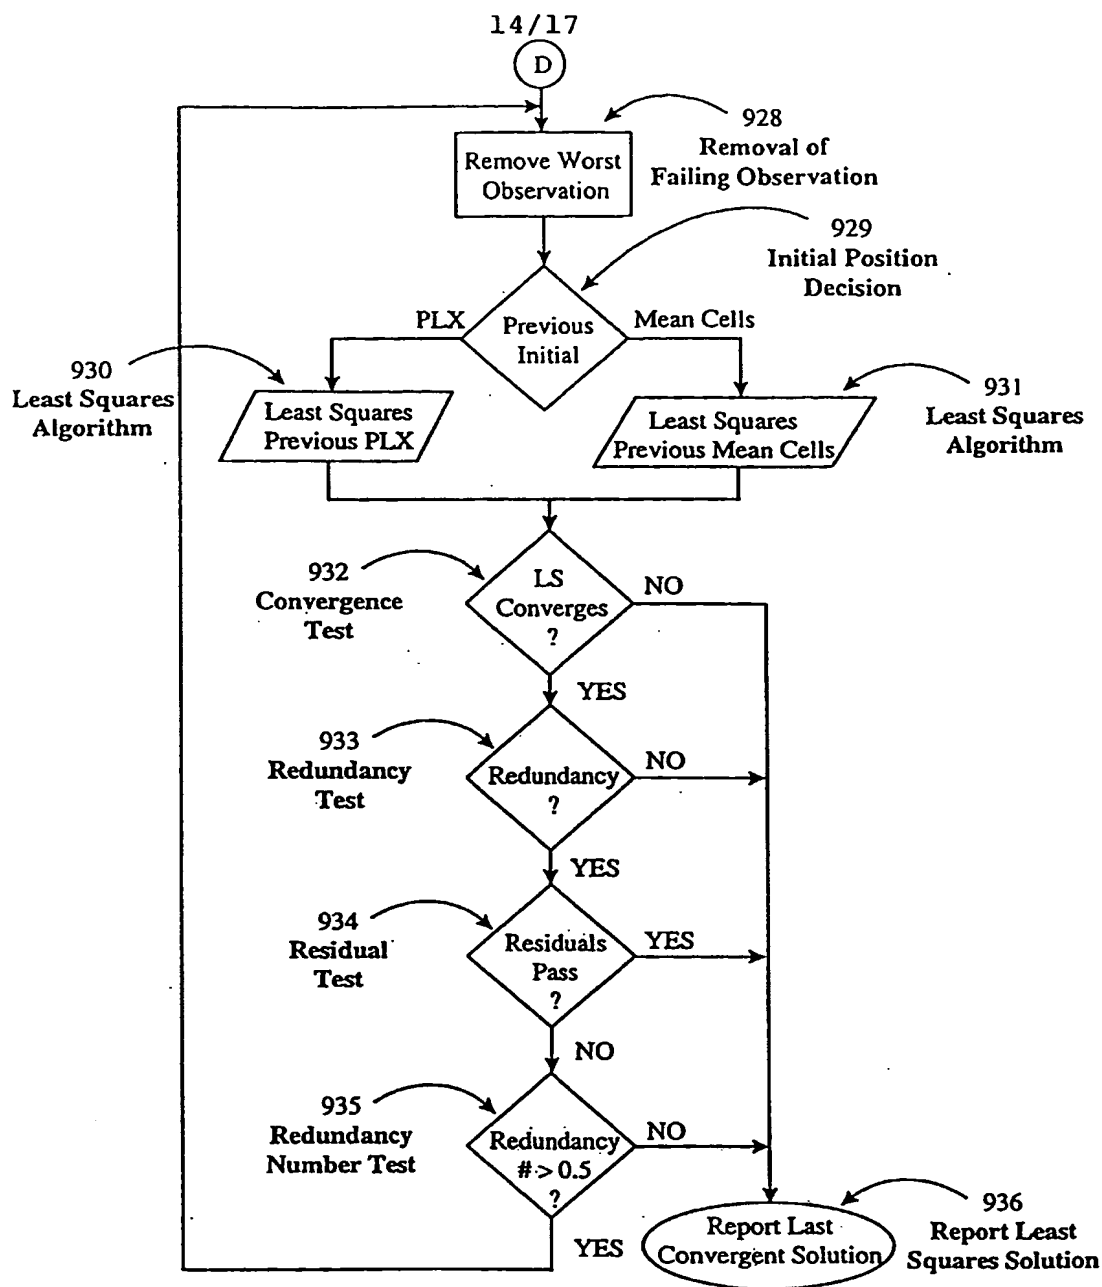 14/17
D
928
Removal of
Failing Observation
Remove Worst
Observation
929
Initial Position
Decision
PLX
Previous
Initial
Mean Cells
930
Least Squares
Algorithm
Least Squares
Previous PLX
Least Squares
Previous Mean Cells
931
Least Squares
Algorithm
932
Convergence
Test
LS
Converges
?
NO
YES
933
Redundancy
Test
Redundancy
?
NO
YES
934
Residual
Test
Residuals
Pass
?
YES
NO
935
Redundancy
Number Test
Redundancy
# > 0.5
?
NO
YES
Report Last
Convergent Solution
936
Report Least
Squares Solution